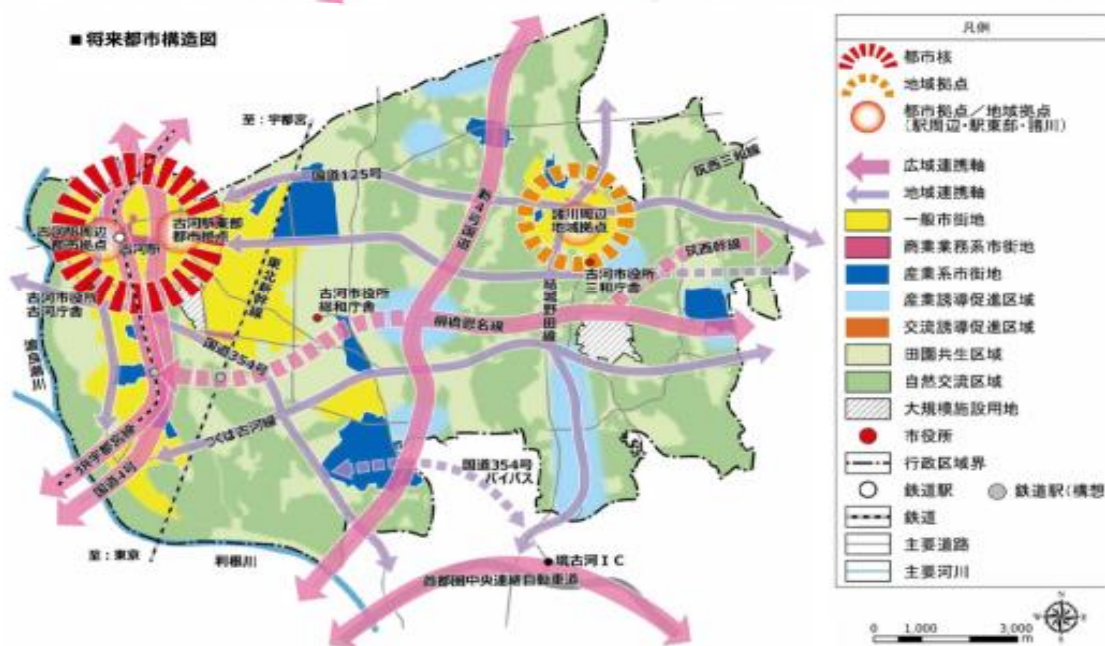 ■ 将来都市構造図
至：宇都宮
国道125号
筑西三和線
古河駅周辺
都市拠点
古河駅
古河駅東部
都市拠点
諸川周辺
地域拠点
筑西幹線
古河市役所
三和庁舎
東北新幹線
古河市役所
古河庁舎
古河市役所
総和庁舎
結城野田線
国道354号
渡良瀬川
つくば古河線
JR宇都宮線
国道4号
国道354号
バイパス
至：東京
利根川
境古河IC
首都圏中央連絡自動車道
凡例
都市核
地域拠点
都市拠点／地域拠点
（駅周辺・駅東部・諸川）
広域連携軸
地域連携軸
一般市街地
商業業務系市街地
産業系市街地
産業誘導促進区域
交流誘導促進区域
田園共生区域
自然交流区域
大規模施設用地
市役所
行政区域界
鉄道駅
鉄道駅(構想
鉄道
主要道路
主要河川
N
W
E
S
0 1,000 3,000
m